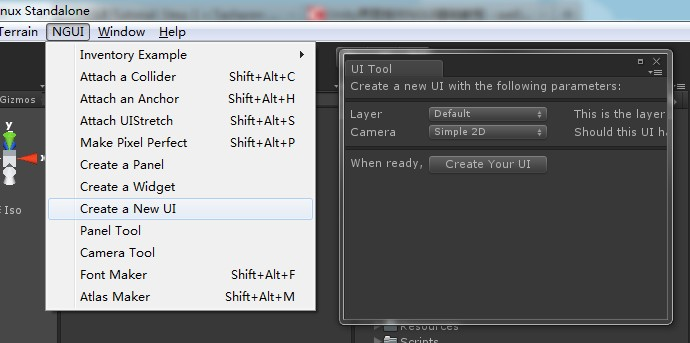 nux Standalone
Terrain NGUI Window Help
Inventory Example
Attach a Collider Shift+Alt+C
Attach an Anchor Shift+Alt+H
Attach UIStretch Shift+Alt+S
Make Pixel Perfect Shift+Alt+P
Create a Panel
Create a Widget
Create a New UI
Panel Tool
Camera Tool
Font Maker Shift+Alt+F
Atlas Maker Shift+Alt+M
Gizmos
y
x
Iso
UI Tool
Create a new UI with the following parameters:
Layer Default This is the layer
Camera Simple 2D Should this UI ha
When ready, Create Your UI
Resources
Scripts